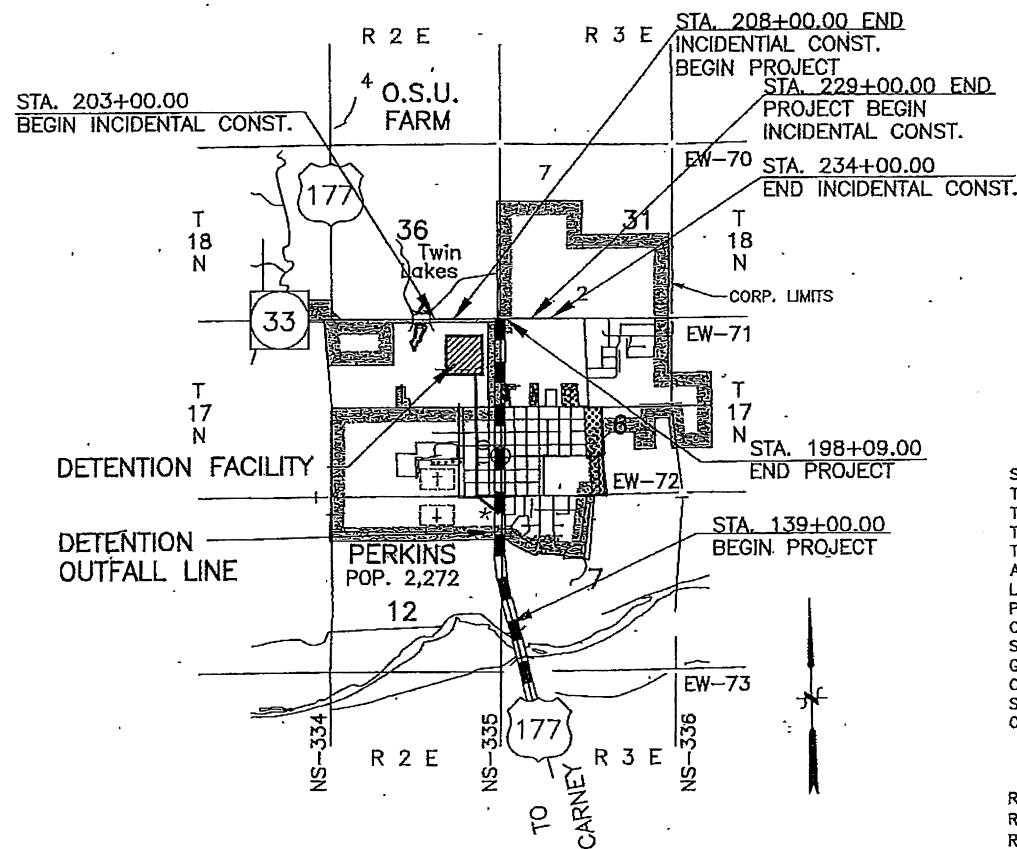 R 2 E
R 3 E
STA. 208+00.00 END
INCIDENTIAL CONST.
BEGIN PROJECT
STA. 203+00.00
BEGIN INCIDENTAL CONST.
4
O.S.U.
FARM
STA. 229+00.00 END
PROJECT BEGIN
INCIDENTAL CONST.
EW-70
7
177
STA. 234+00.00
END INCIDENTAL CONST.
T
18
N
36
Twin
Lakes
31
T
18
N
2
CORP. LIMITS
33
EW-71
T
17
N
T
17
N
6
STA. 198+09.00
END PROJECT
DETENTION FACILITY
EW-72
STA. 139+00.00
BEGIN PROJECT
DETENTION
OUTFALL LINE
PERKINS
POP. 2,272
7
12
EW-73
NS-334
NS-335
NS-336
177
R 2 E
R 3 E
TO
CARNEY
N
S
T
T
T
T
A
L
P
C
S
G
C
S
C
R
R
R